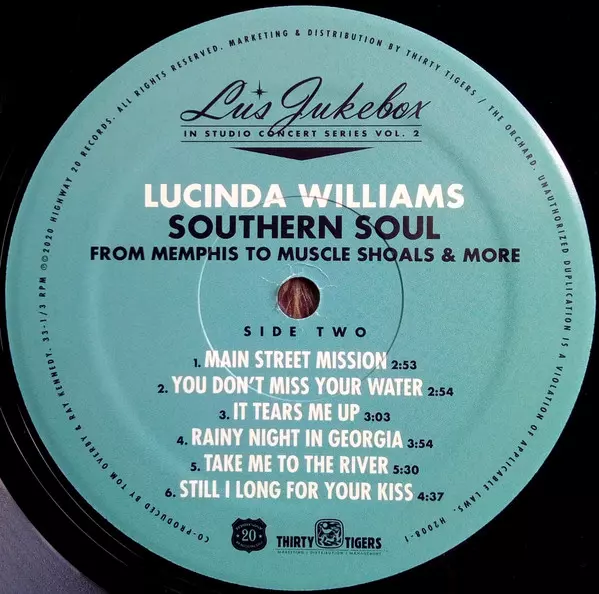 Lu's Jukebox
IN STUDIO CONCERT SERIES VOL. 2
LUCINDA WILLIAMS
SOUTHERN SOUL
FROM MEMPHIS TO MUSCLE SHOALS & MORE
SIDE TWO
1. MAIN STREET MISSION 2:53
2. YOU DON'T MISS YOUR WATER 2:54
3. IT TEARS ME UP 3:03
4. RAINY NIGHT IN GEORGIA 3:54
5. TAKE ME TO THE RIVER 5:30
6. STILL I LONG FOR YOUR KISS 4:37
20
THIRTY TIGERS
MARKETING | DISTRIBUTION | MANAGEMENT
CO-PRODUCED BY TOM OVERBY & RAY KENNEDY. 33-1/3 RPM ℗©2020 HIGHWAY 20 RECORDS. ALL RIGHTS RESERVED. MARKETING & DISTRIBUTION BY THIRTY TIGERS / THE ORCHARD. UNAUTHORIZED DUPLICATION IS A VIOLATION OF APPLICABLE LAWS. H2008-1